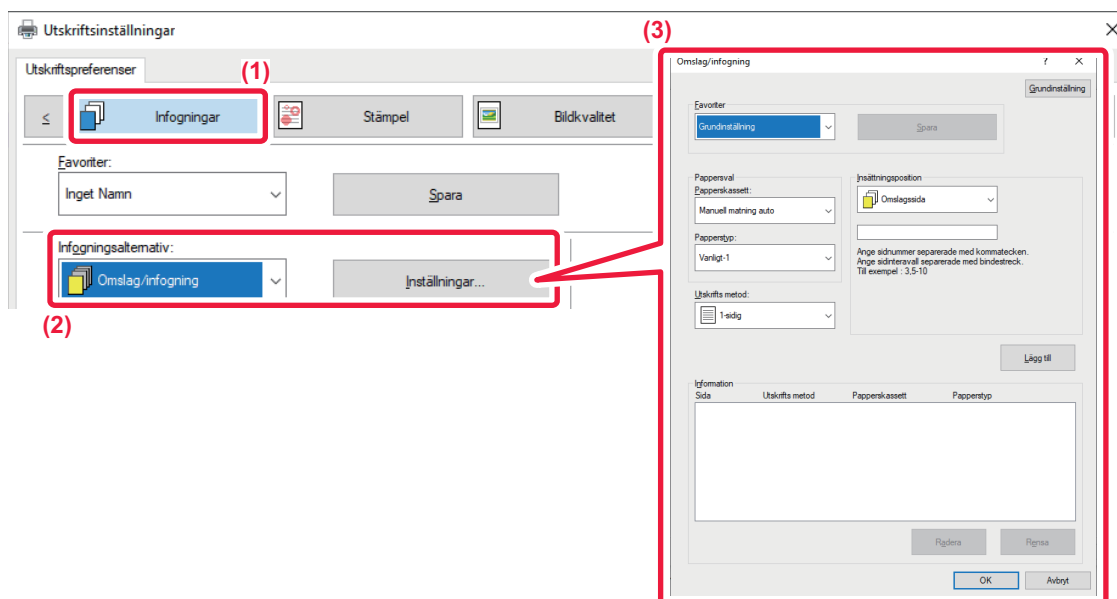 Utskriftsinställningar
(3)
Utskriftspreferenser
(1)
<
Infogningar
Stämpel
Bildkvalitet
Favoriter:
Inget Namn
Spara
Infogningsalternativ:
Omslag/infogning
Inställningar...
(2)
Omslag/infogning
?
Grundinställning
Favoriter
Grundinställning
Spara
Pappersval
Papperskassett:
Manuell matning auto
Papperstyp:
Vanligt-1
Utskrifts metod:
1-sidig
Insättningsposition
Omslagssida
Ange sidnummer separerade med kommatecken.
Ange sidinteravall separerade med bindestreck.
Till exempel : 3,5-10
Lägg till
Information
Sida Utskrifts metod Papperskassett Papperstyp
Radera
Rensa
OK
Avbryt